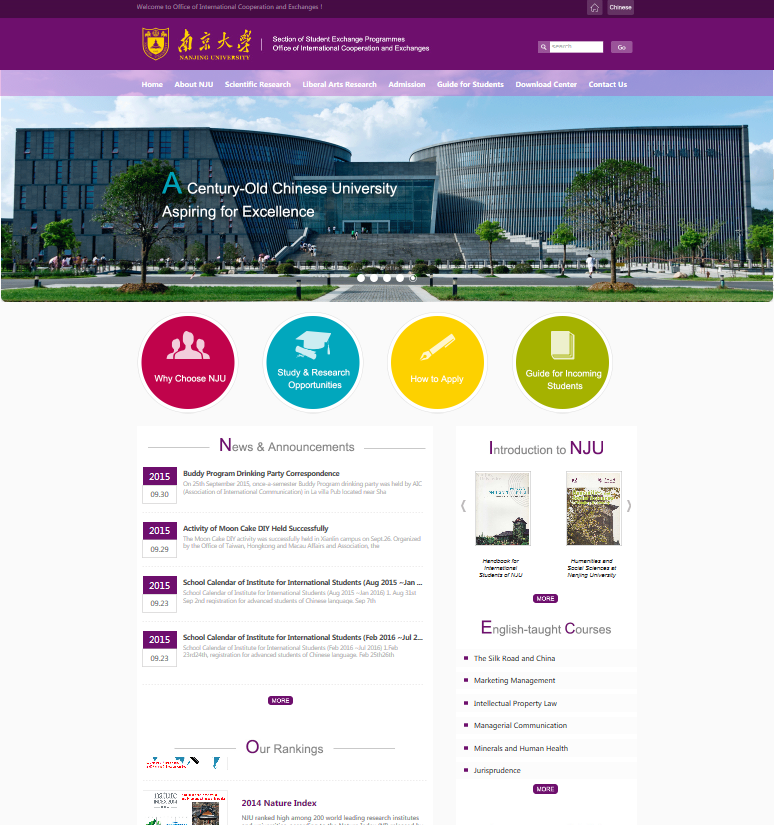 Welcome to Office of International Cooperation and Exchanges !
Chinese
南京大學
NANJING UNIVERSITY
Section of Student Exchange Programmes
Office of International Cooperation and Exchanges
Go
Home
About NJU
Scientific Research
Liberal Arts Research
Admission
Guide for Students
Download Center
Contact Us
A Century-Old Chinese University
Aspiring for Excellence
Why Choose NJU
Study & Research
Opportunities
How to Apply
Guide for Incoming
Students
News & Announcements
2015
09.30
Buddy Program Drinking Party Correspondence
On 25th September 2015, once-a-semester Buddy Program drinking party was held by AIC
(Association of International Communication) in La villa Pub located near Sha
2015
09.29
Activity of Moon Cake DIY Held Successfully
The Moon Cake DIY activity was successfully held in Xianlin campus on Sept.26. Organized
by the Office of Taiwan, Hongkong and Macau Affairs and Association, the
2015
09.23
School Calendar of Institute for International Students (Aug 2015 ~Jan ...
School Calendar of Institute for International Students (Aug 2015 ~Jan 2016) 1. Aug 31st
Sep.2nd registration for advanced students of Chinese language. Sep 7th
2015
09.23
School Calendar of Institute for International Students (Feb 2016 ~Jul 2...
School Calendar of Institute for International Students (Feb 2016 ~Jul 2016) 1.Feb
23rd24th, registration for advanced students of Chinese language. Feb 25th26th
MORE
Our Rankings
2014 Nature Index
NJU ranked high among 200 world leading research institutes
Introduction to NJU
Handbook for
International
Students of NJU
Humanities and
Social Sciences at
Nanjing University
MORE
English-taught Courses
The Silk Road and China
Marketing Management
Intellectual Property Law
Managerial Communication
Minerals and Human Health
Jurisprudence
MORE